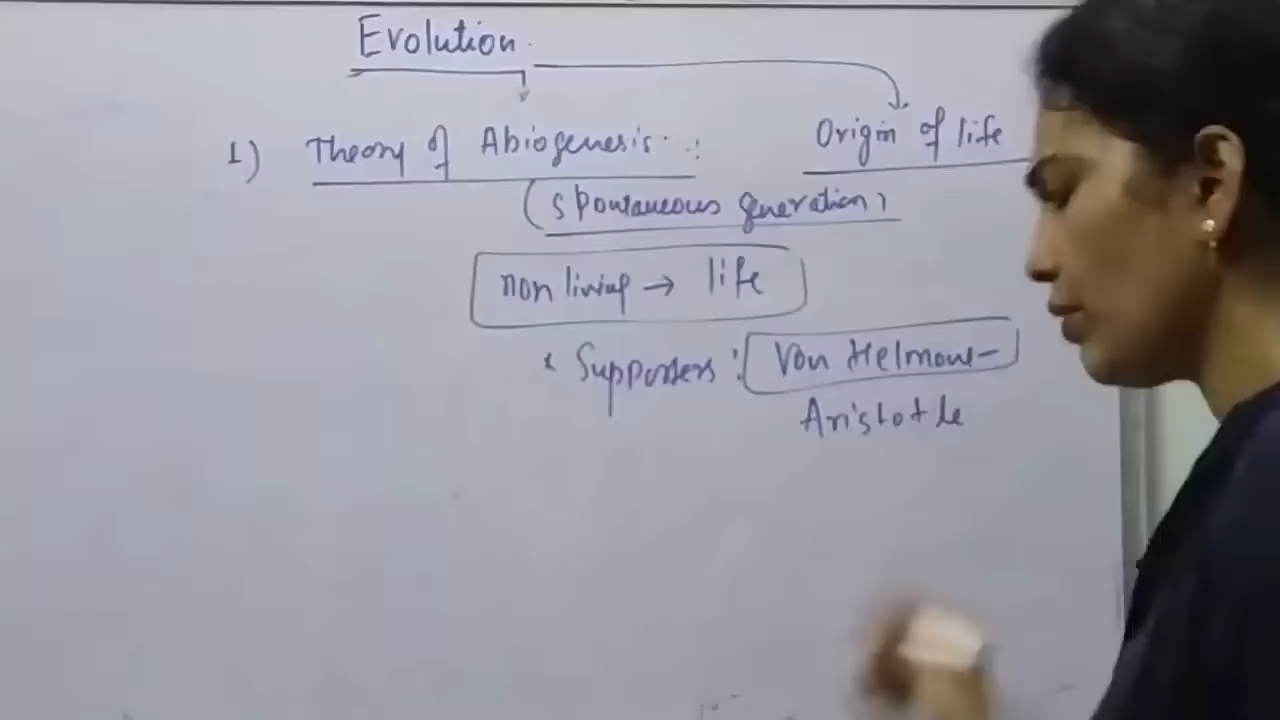 Evolution.
1) Theory of Abiogenesis :
Origin of life
(spontaneous generation)
non living → life
* Supporters : Von Helmont
Aristotle